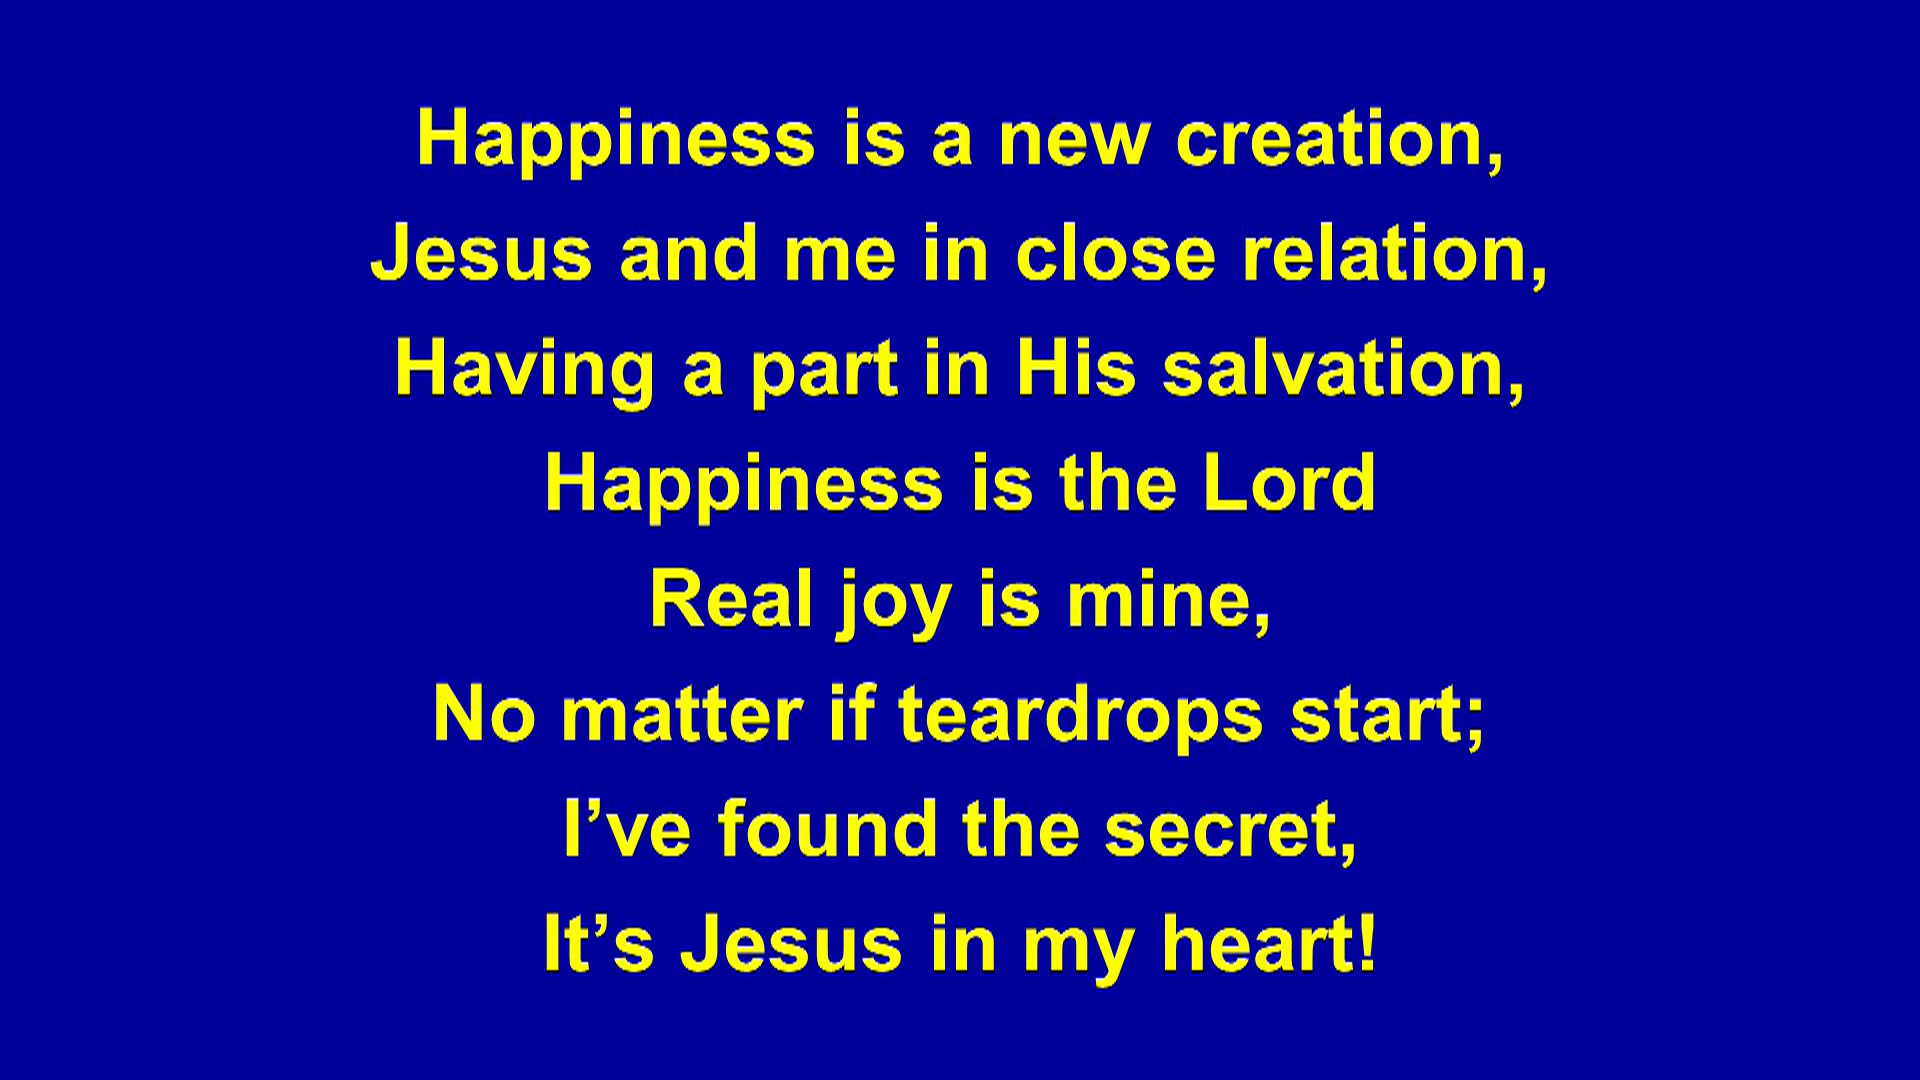 Happiness is a new creation,
Jesus and me in close relation,
Having a part in His salvation,
Happiness is the Lord
Real joy is mine,
No matter if teardrops start;
I’ve found the secret,
It’s Jesus in my heart!